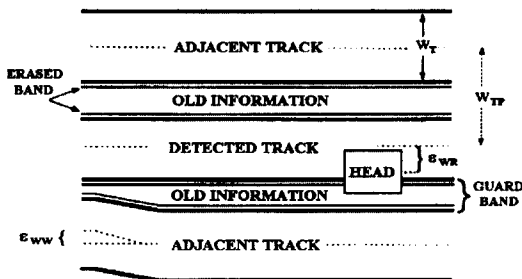 ADJACENT TRACK
W_T
ERASED
BAND
OLD INFORMATION
W_TP
DETECTED TRACK
HEAD
ε_WR
OLD INFORMATION
GUARD
BAND
ε_WW
ADJACENT TRACK